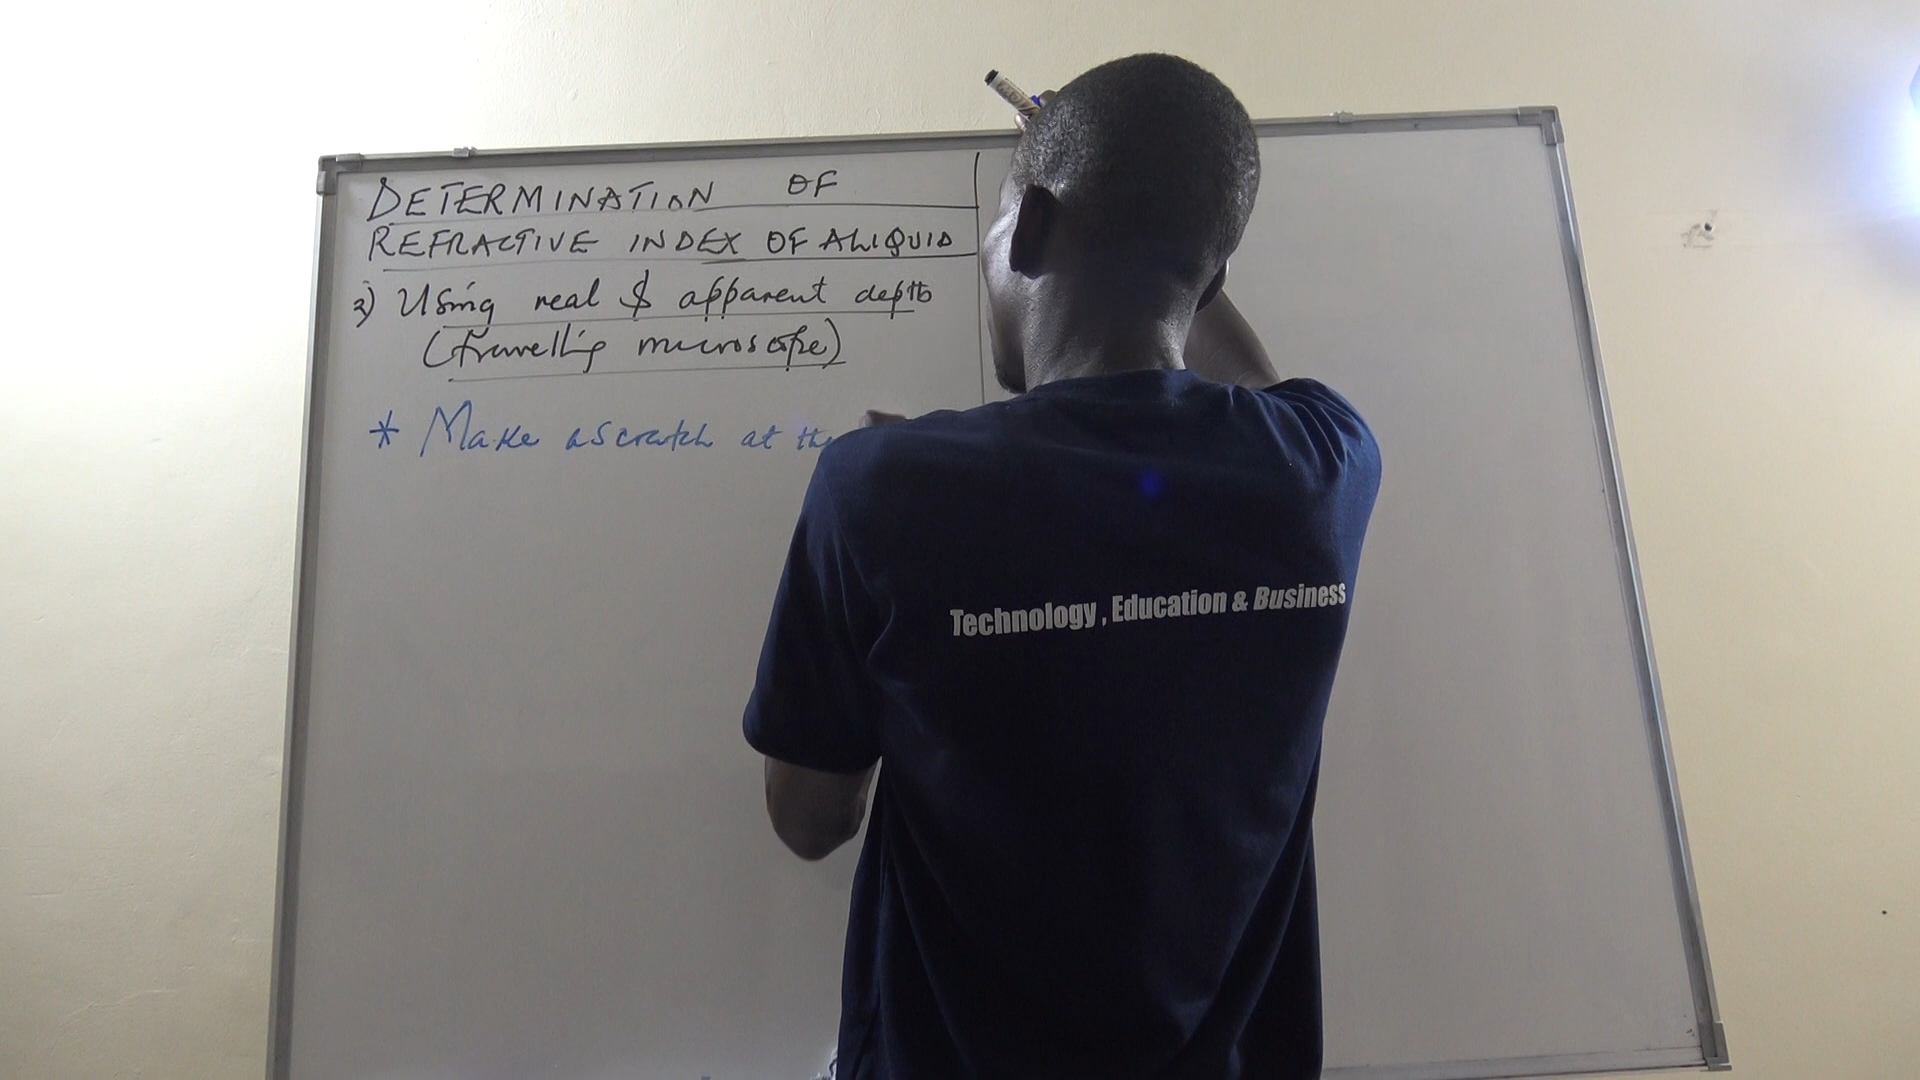 DETERMINATION OF
REFRACTIVE INDEX OF A LIQUID
2) Using real & apparent depth
(travelling microscope)
* Make a scratch at the
Technology , Education & Business